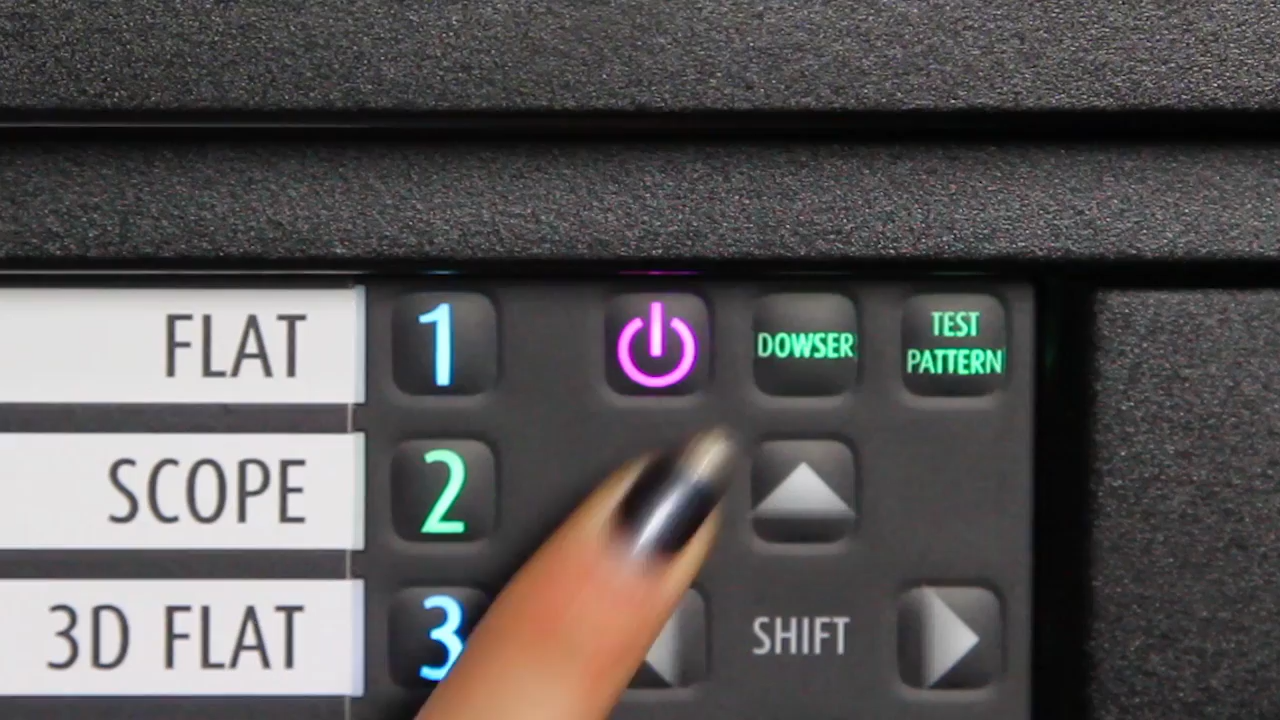 FLAT 1 DOWSER TEST
PATTERN
SCOPE 2
3D FLAT 3 SHIFT